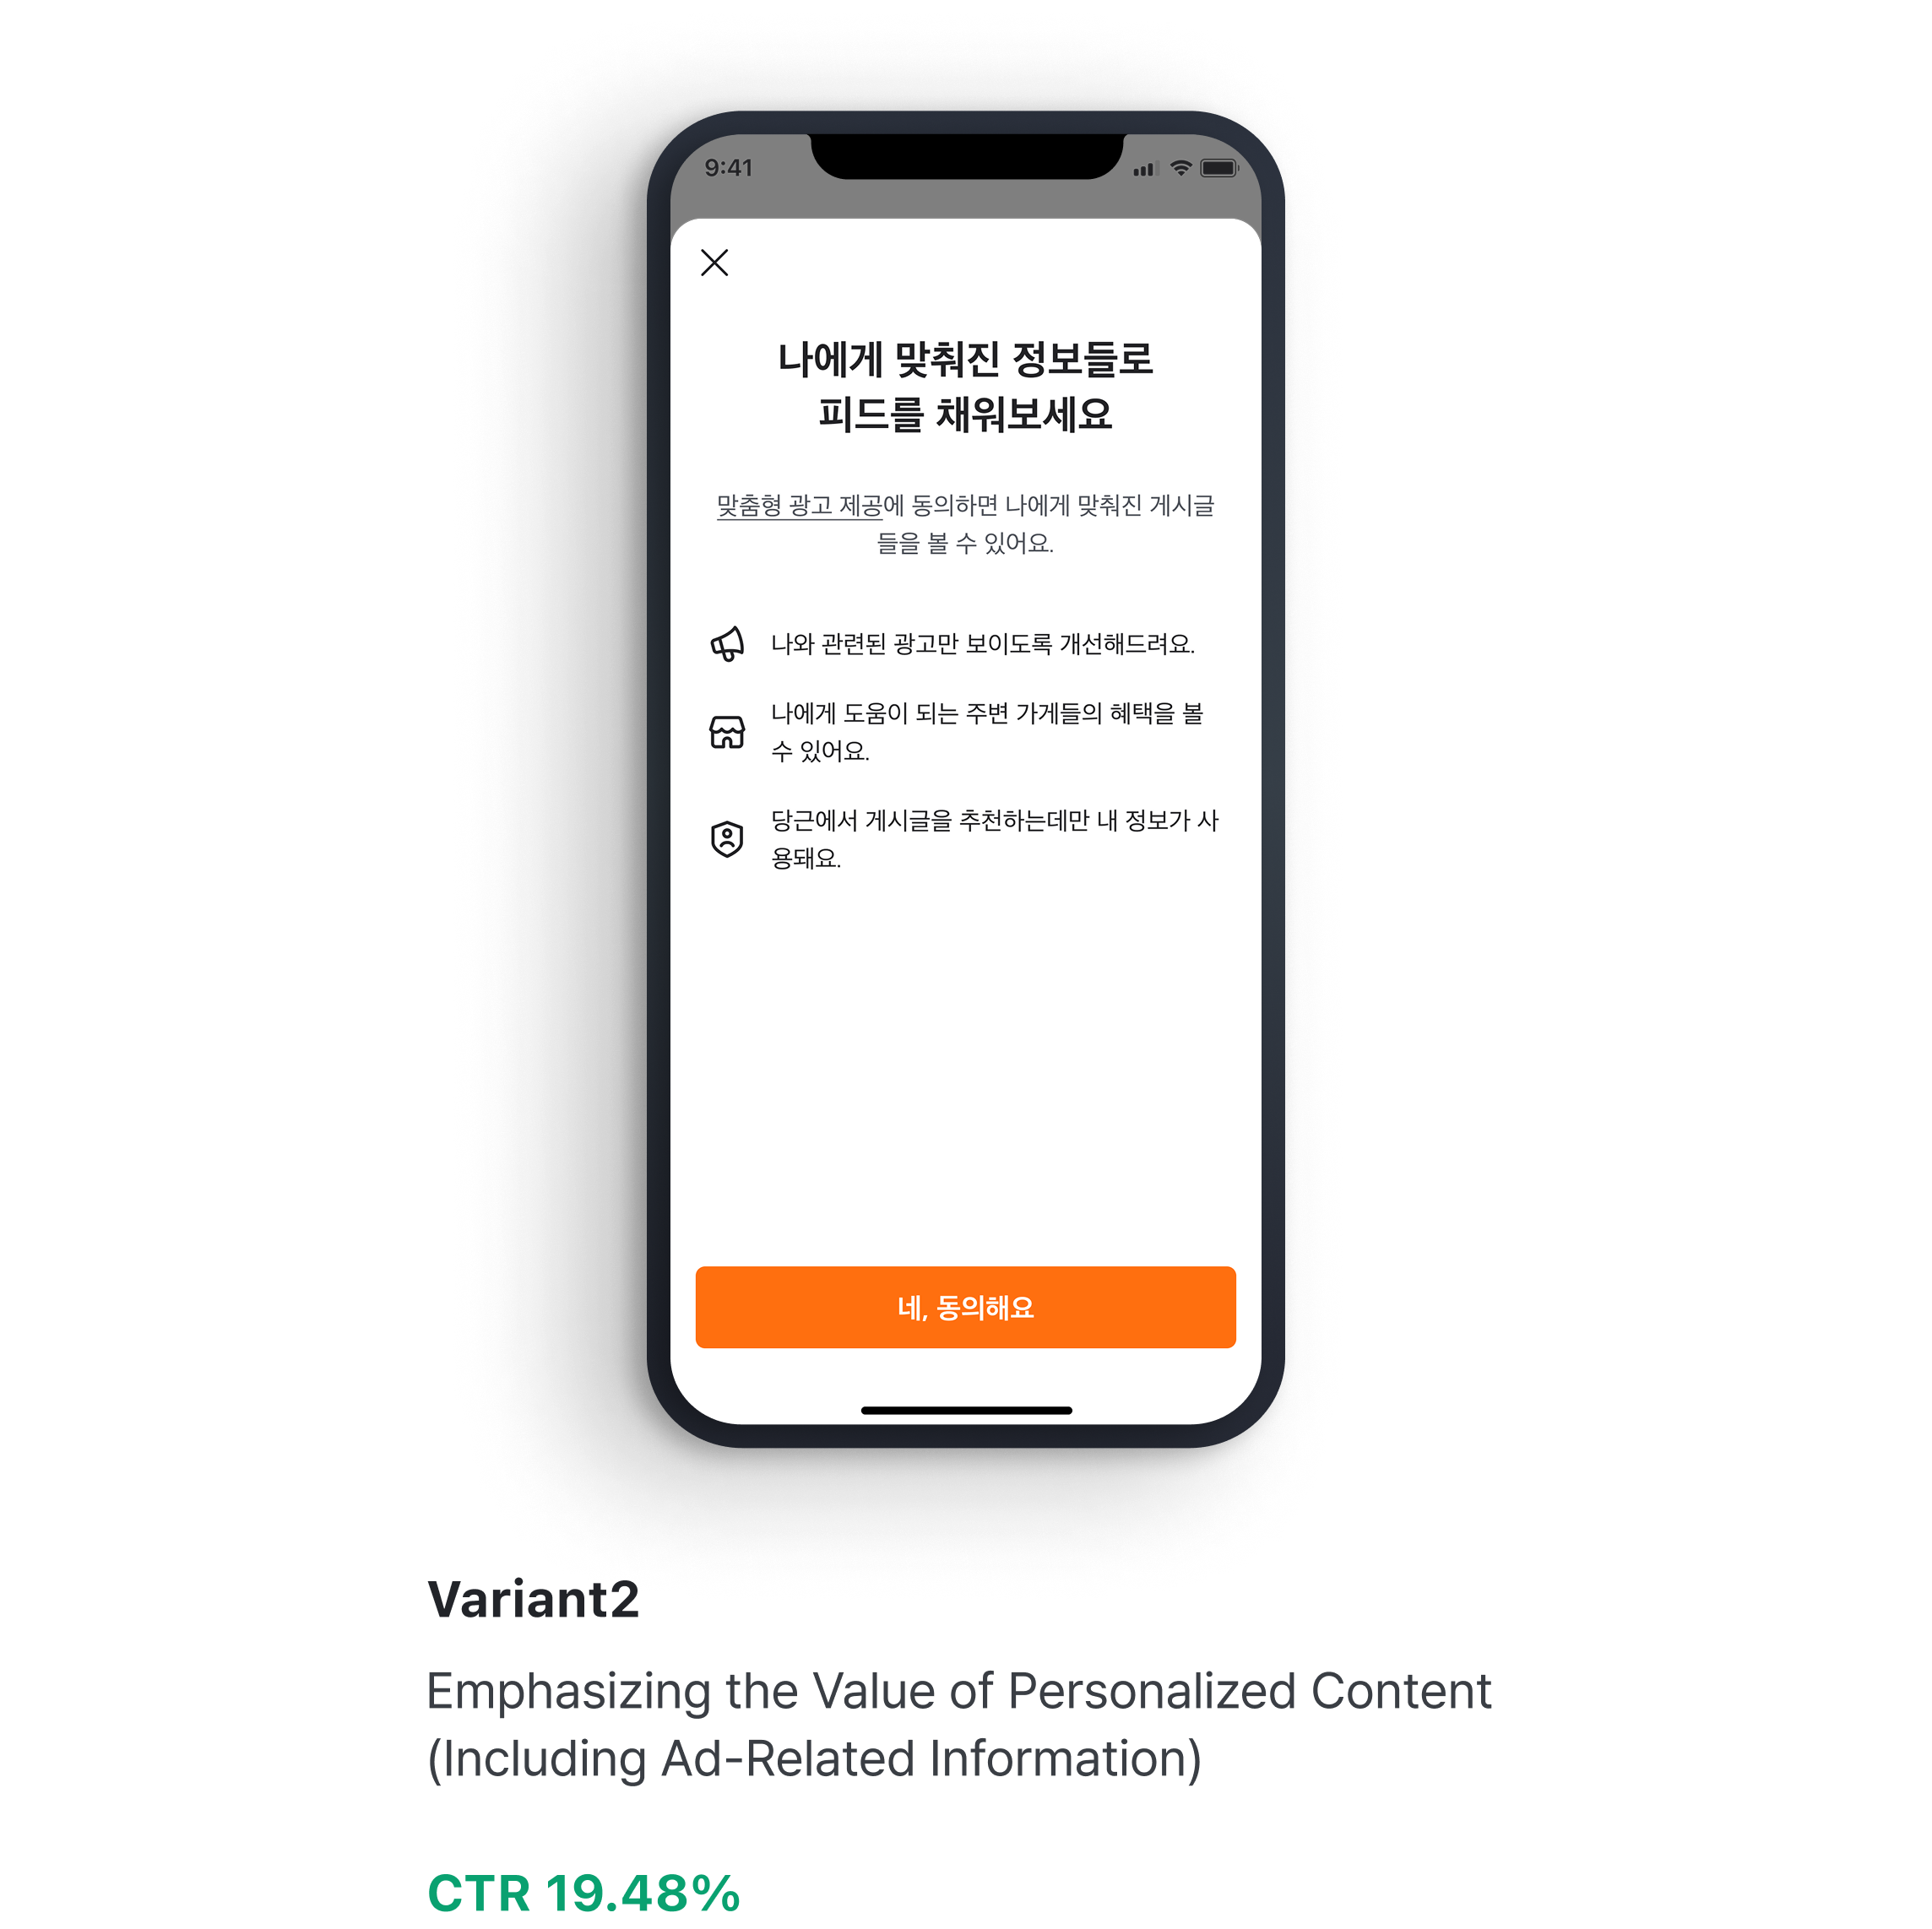 9:41
나에게 맞춰진 정보들로
피드를 채워보세요
맞춤형 광고 제공에 동의하면 나에게 맞춰진 게시글
들을 볼 수 있어요.
나와 관련된 광고만 보이도록 개선해드려요.
나에게 도움이 되는 주변 가게들의 혜택을 볼
수 있어요.
당근에서 게시글을 추천하는데만 내 정보가 사
용돼요.
네, 동의해요
Variant2
Emphasizing the Value of Personalized Content
(Including Ad-Related Information)
CTR 19.48%